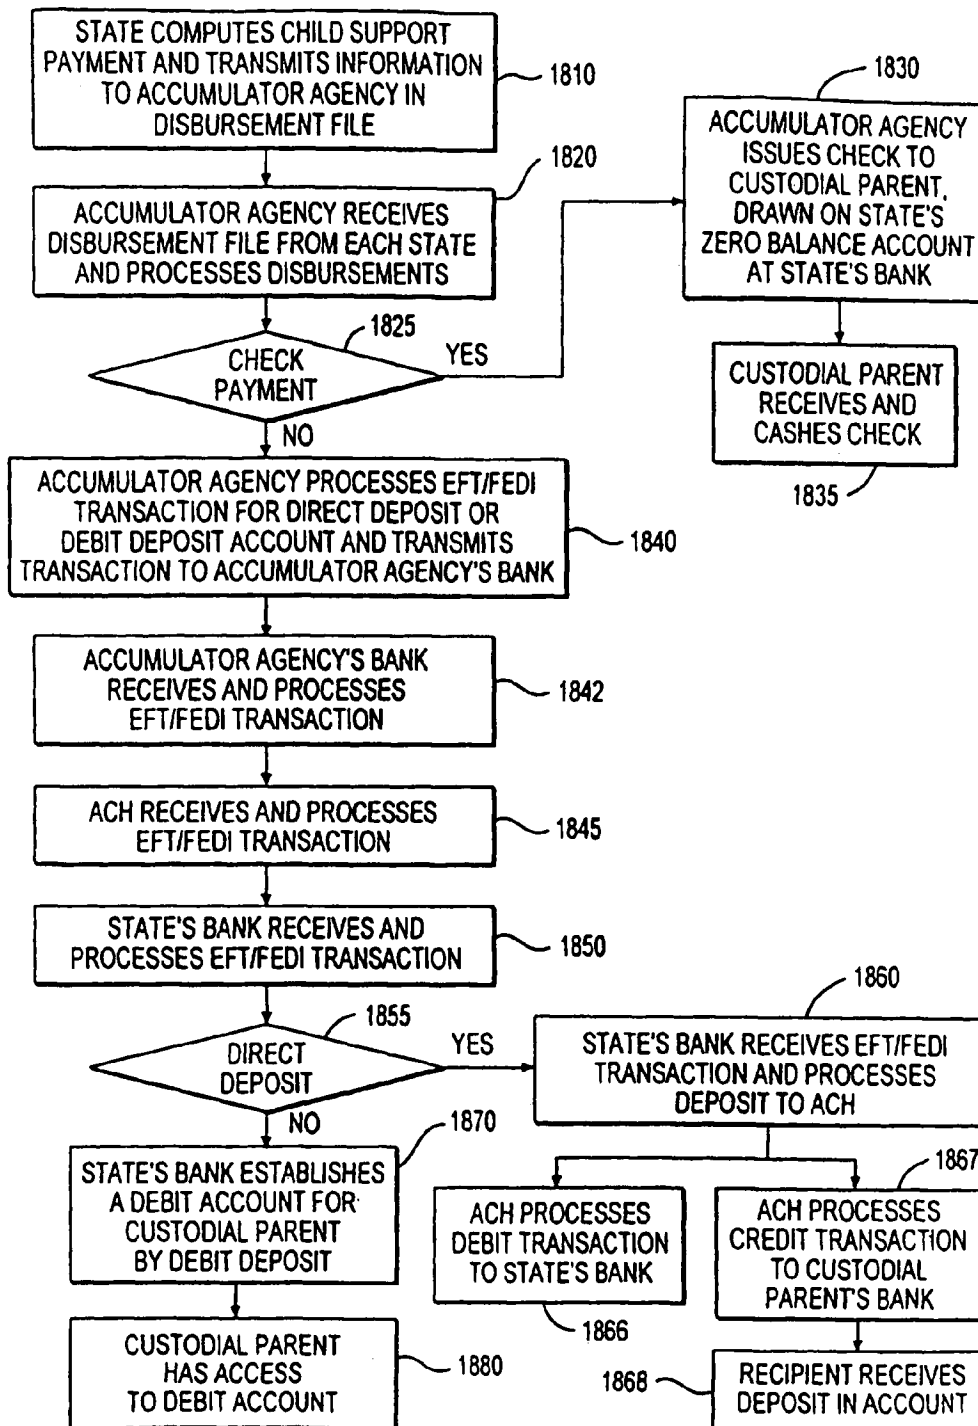 STATE COMPUTES CHILD SUPPORT
PAYMENT AND TRANSMITS INFORMATION
TO ACCUMULATOR AGENCY IN
DISBURSEMENT FILE
1810
1820
ACCUMULATOR AGENCY RECEIVES
DISBURSEMENT FILE FROM EACH STATE
AND PROCESSES DISBURSEMENTS
1825
CHECK
PAYMENT
YES
NO
1830
ACCUMULATOR AGENCY
ISSUES CHECK TO
CUSTODIAL PARENT,
DRAWN ON STATE'S
ZERO BALANCE ACCOUNT
AT STATE'S BANK
CUSTODIAL PARENT
RECEIVES AND
CASHES CHECK
1835
ACCUMULATOR AGENCY PROCESSES EFT/FEDI
TRANSACTION FOR DIRECT DEPOSIT OR
DEBIT DEPOSIT ACCOUNT AND TRANSMITS
TRANSACTION TO ACCUMULATOR AGENCY'S BANK
1840
ACCUMULATOR AGENCY'S BANK
RECEIVES AND PROCESSES
EFT/FEDI TRANSACTION
1842
ACH RECEIVES AND PROCESSES
EFT/FEDI TRANSACTION
1845
STATE'S BANK RECEIVES AND
PROCESSES EFT/FEDI TRANSACTION
1850
1855
DIRECT
DEPOSIT
YES
NO
1860
STATE'S BANK RECEIVES EFT/FEDI
TRANSACTION AND PROCESSES
DEPOSIT TO ACH
1870
STATE'S BANK ESTABLISHES
A DEBIT ACCOUNT FOR
CUSTODIAL PARENT
BY DEBIT DEPOSIT
ACH PROCESSES
DEBIT TRANSACTION
TO STATE'S BANK
1866
1867
ACH PROCESSES
CREDIT TRANSACTION
TO CUSTODIAL
PARENT'S BANK
CUSTODIAL PARENT
HAS ACCESS
TO DEBIT ACCOUNT
1880
1868
RECIPIENT RECEIVES
DEPOSIT IN ACCOUNT